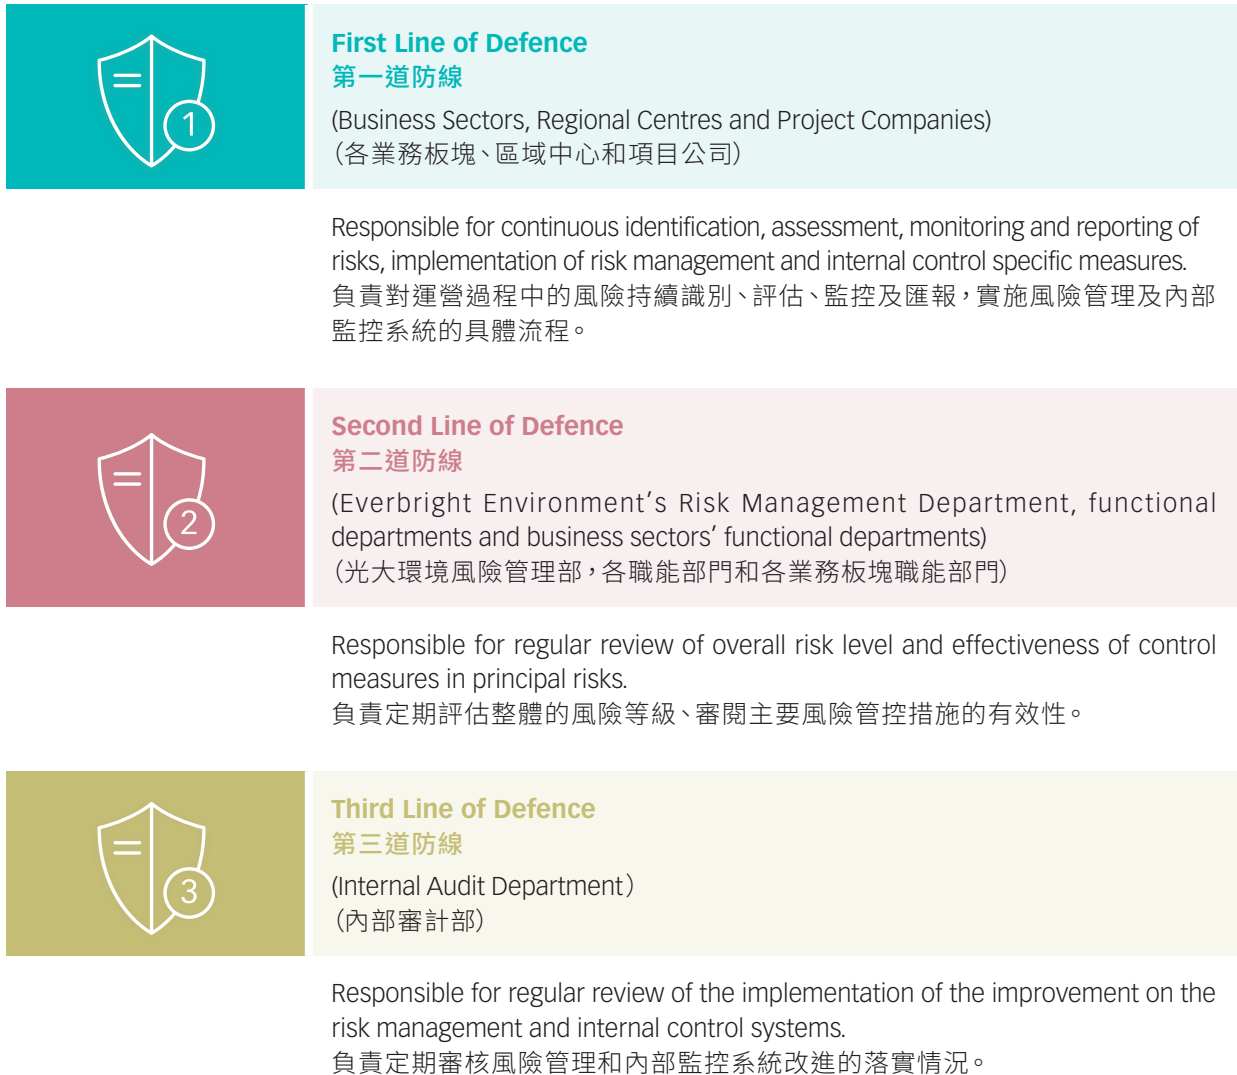 1
First Line of Defence
第一道防線
(Business Sectors, Regional Centres and Project Companies)
（各業務板塊、區域中心和項目公司）
Responsible for continuous identification, assessment, monitoring and reporting of
risks, implementation of risk management and internal control specific measures.
負責對運營過程中的風險持續識別、評估、監控及匯報，實施風險管理及內部
監控系統的具體流程。
2
Second Line of Defence
第二道防線
(Everbright Environment’s Risk Management Department, functional
departments and business sectors’ functional departments)
（光大環境風險管理部，各職能部門和各業務板塊職能部門）
Responsible for regular review of overall risk level and effectiveness of control
measures in principal risks.
負責定期評估整體的風險等級、審閱主要風險管控措施的有效性。
3
Third Line of Defence
第三道防線
(Internal Audit Department）
（內部審計部）
Responsible for regular review of the implementation of the improvement on the
risk management and internal control systems.
負責定期審核風險管理和內部監控系統改進的落實情況。